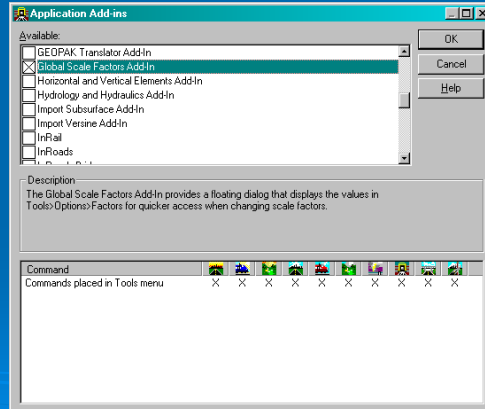 Application Add-ins
Available:
GEOPAK Translator Add-In
Global Scale Factors Add-In
Horizontal and Vertical Elements Add-In
Hydrology and Hydraulics Add-In
Import Subsurface Add-In
Import Versine Add-In
InRail
InRoads
OK
Cancel
Help
Description
The Global Scale Factors Add-In provides a floating dialog that displays the values in
Tools>Options>Factors for quicker access when changing scale factors.
Command
Commands placed in Tools menu X X X X X X X X X X